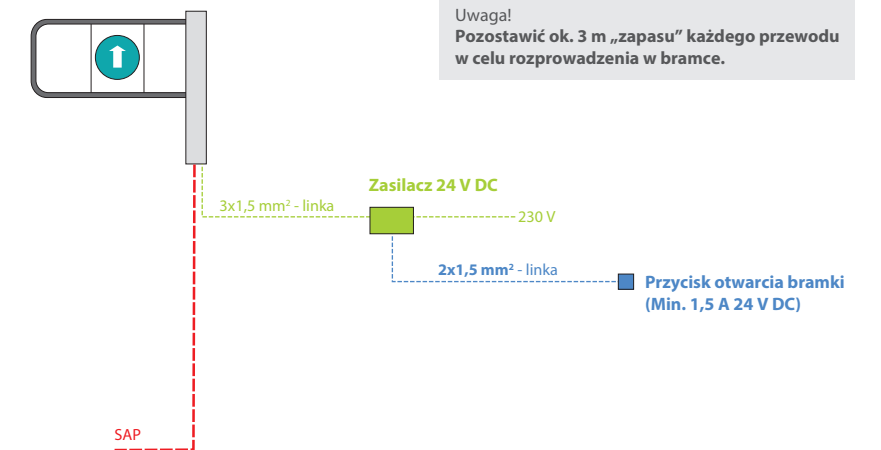 Uwaga!
Pozostawić ok. 3 m „zapasu” każdego przewodu
w celu rozprowadzenia w bramce.
Zasilacz 24 V DC
3x1,5 mm² - linka
230 V
2x1,5 mm² - linka
Przycisk otwarcia bramki
(Min. 1,5 A 24 V DC)
SAP